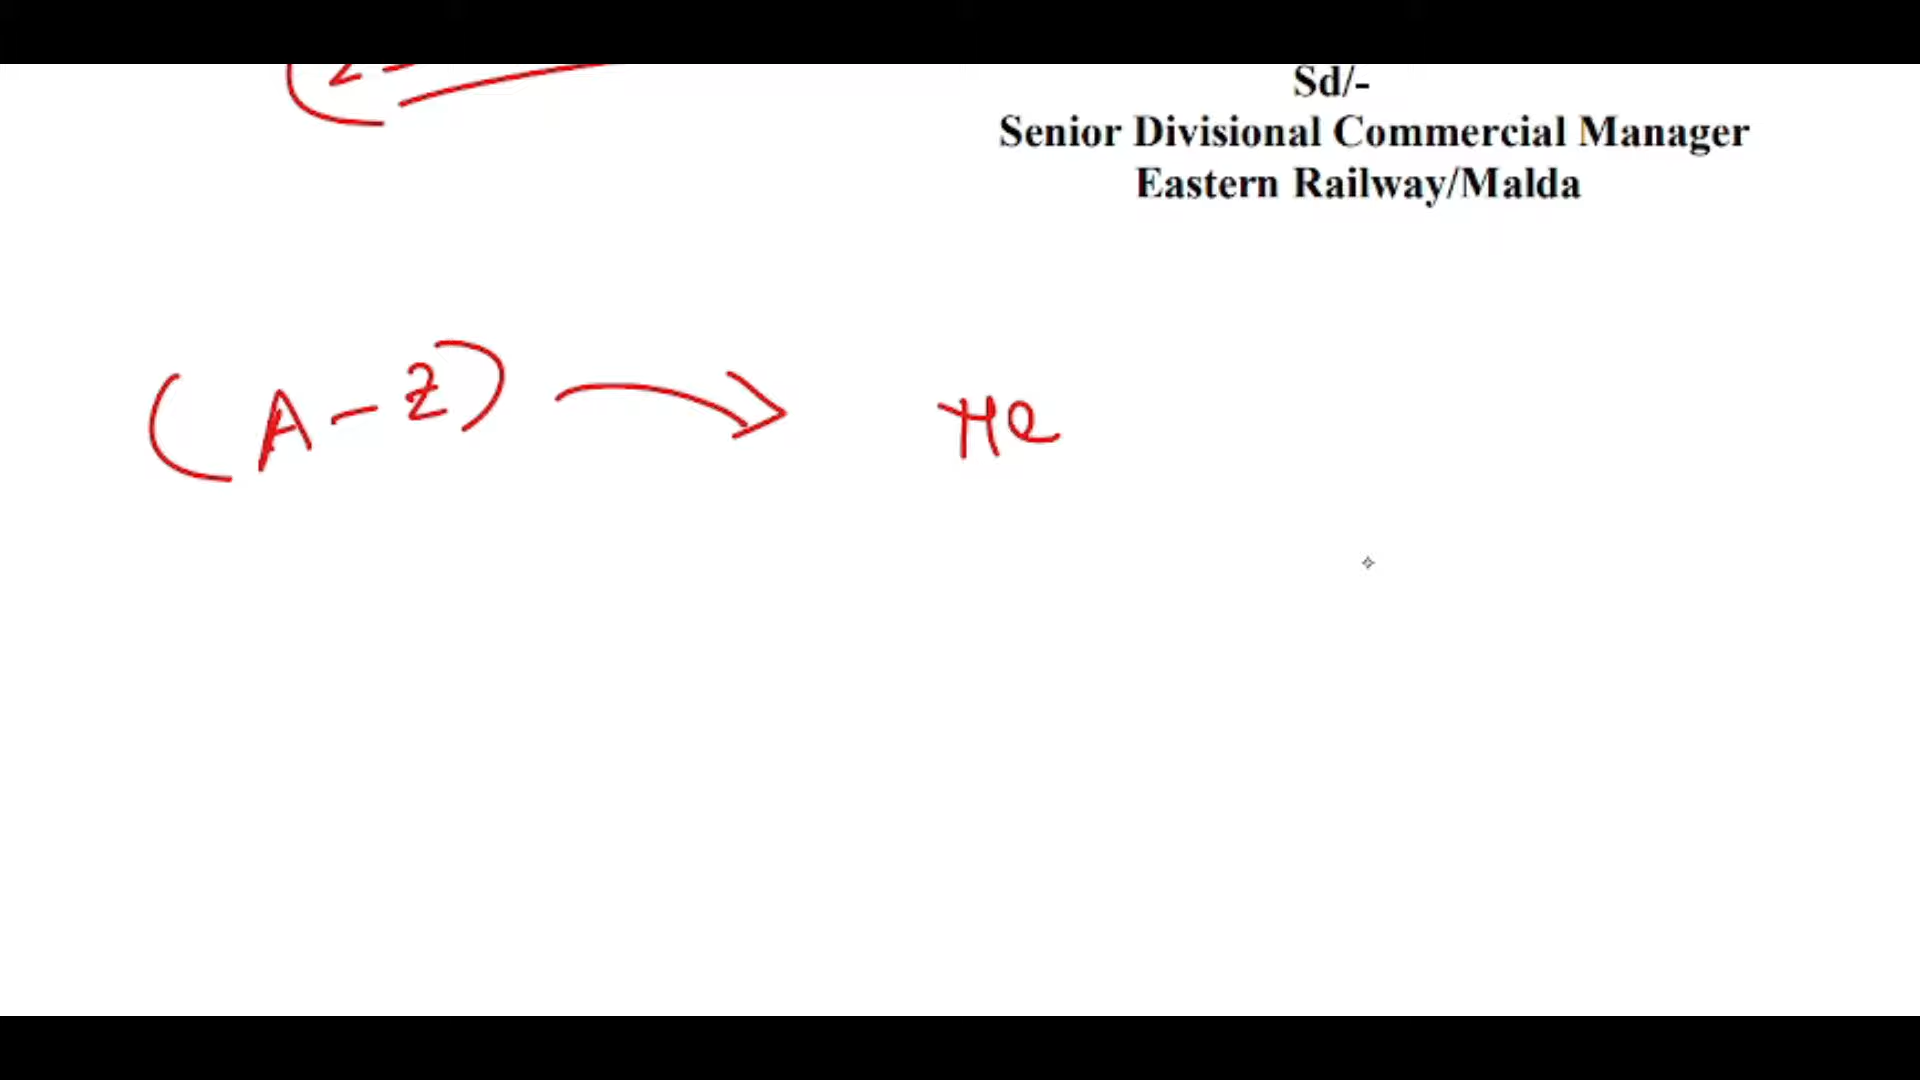 Sd/-
Senior Divisional Commercial Manager
Eastern Railway/Malda
(A-Z) → HQ